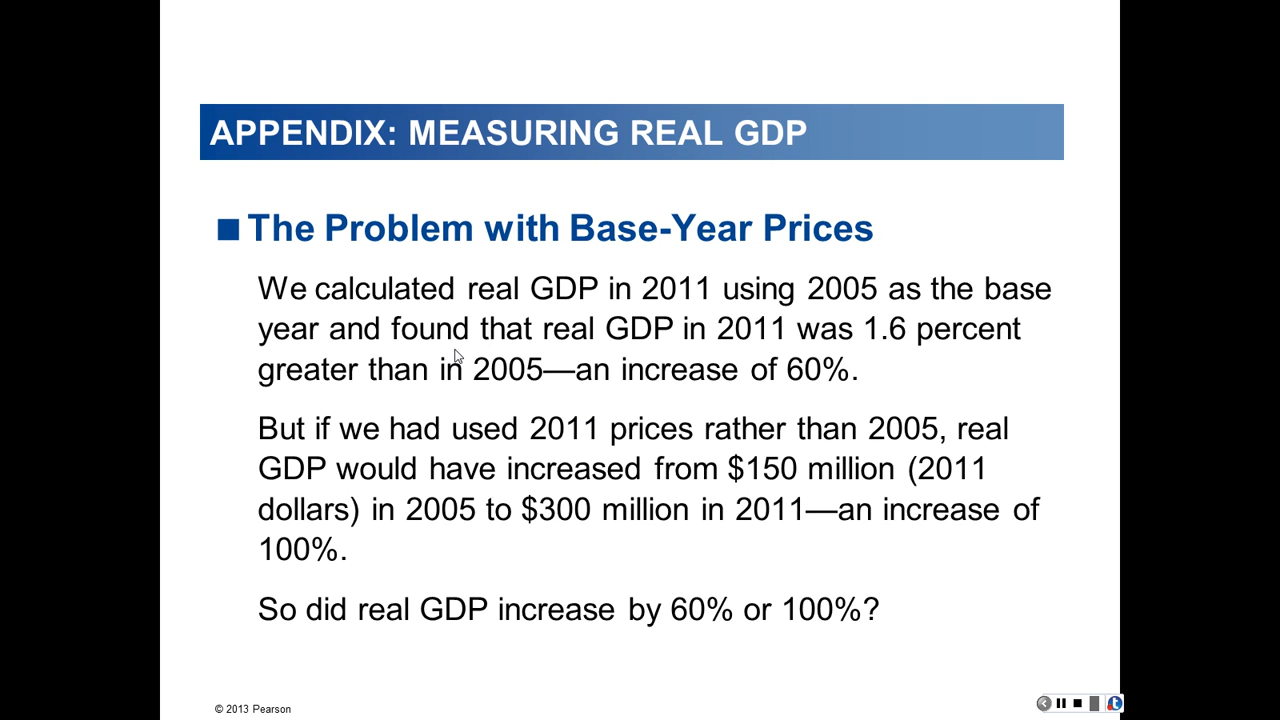 APPENDIX: MEASURING REAL GDP
The Problem with Base-Year Prices
We calculated real GDP in 2011 using 2005 as the base
year and found that real GDP in 2011 was 1.6 percent
greater than in 2005—an increase of 60%.
But if we had used 2011 prices rather than 2005, real
GDP would have increased from $150 million (2011
dollars) in 2005 to $300 million in 2011—an increase of
100%.
So did real GDP increase by 60% or 100%?
© 2013 Pearson